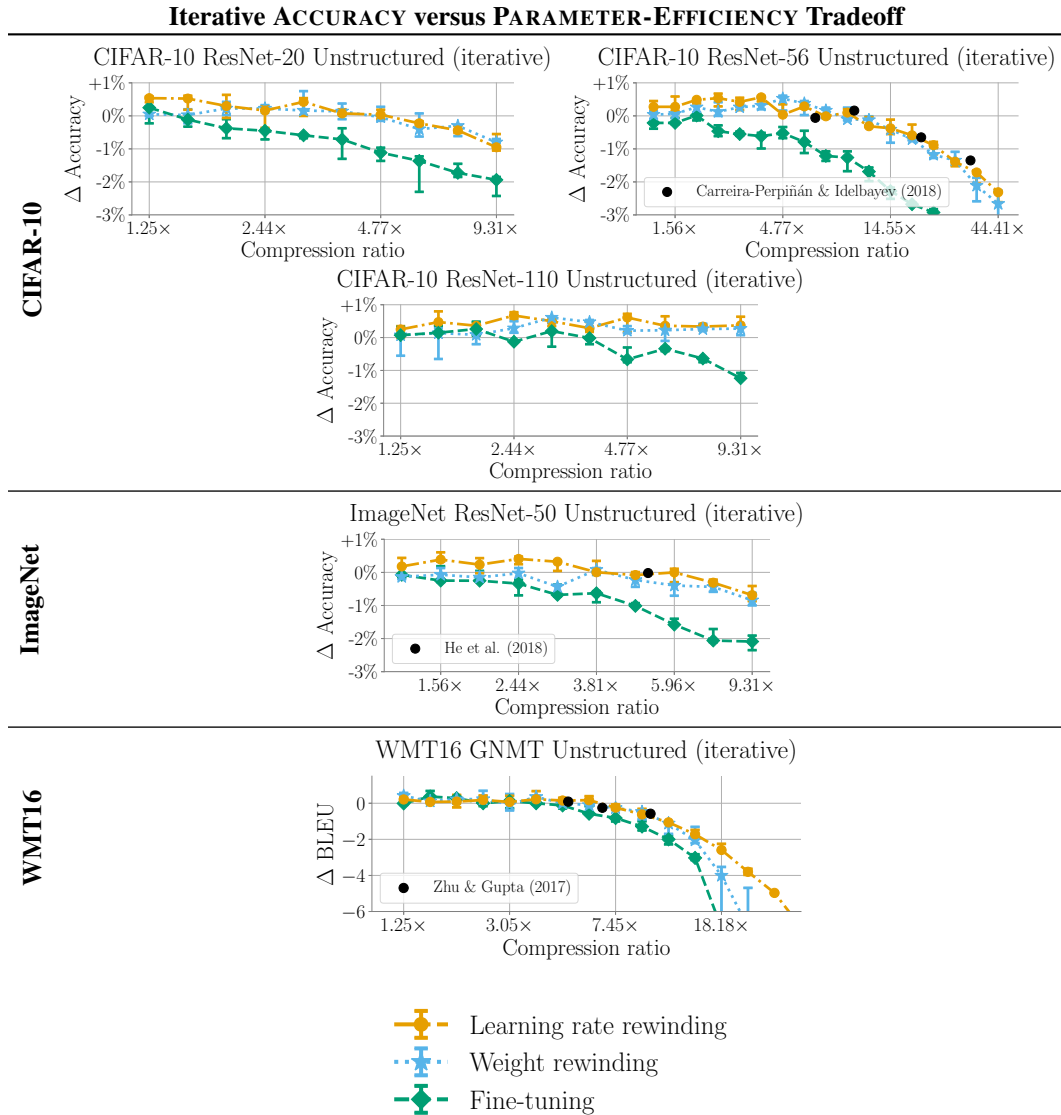 Iterative ACCURACY versus PARAMETER-EFFICIENCY Tradeoff
CIFAR-10
CIFAR-10 ResNet-20 Unstructured (iterative)
Δ Accuracy
+1%
0%
-1%
-2%
-3%
1.25× 2.44× 4.77× 9.31×
Compression ratio
CIFAR-10 ResNet-56 Unstructured (iterative)
Δ Accuracy
+1%
0%
-1%
-2%
-3%
Carreira-Perpiñán & Idelbayev (2018)
1.56× 4.77× 14.55× 44.41×
Compression ratio
CIFAR-10 ResNet-110 Unstructured (iterative)
Δ Accuracy
+1%
0%
-1%
-2%
-3%
1.25× 2.44× 4.77× 9.31×
Compression ratio
ImageNet
ImageNet ResNet-50 Unstructured (iterative)
Δ Accuracy
+1%
0%
-1%
-2%
-3%
He et al. (2018)
1.56× 2.44× 3.81× 5.96× 9.31×
Compression ratio
WMT16
WMT16 GNMT Unstructured (iterative)
Δ BLEU
0
−2
−4
−6
Zhu & Gupta (2017)
1.25× 3.05× 7.45× 18.18×
Compression ratio
Learning rate rewinding
Weight rewinding
Fine-tuning